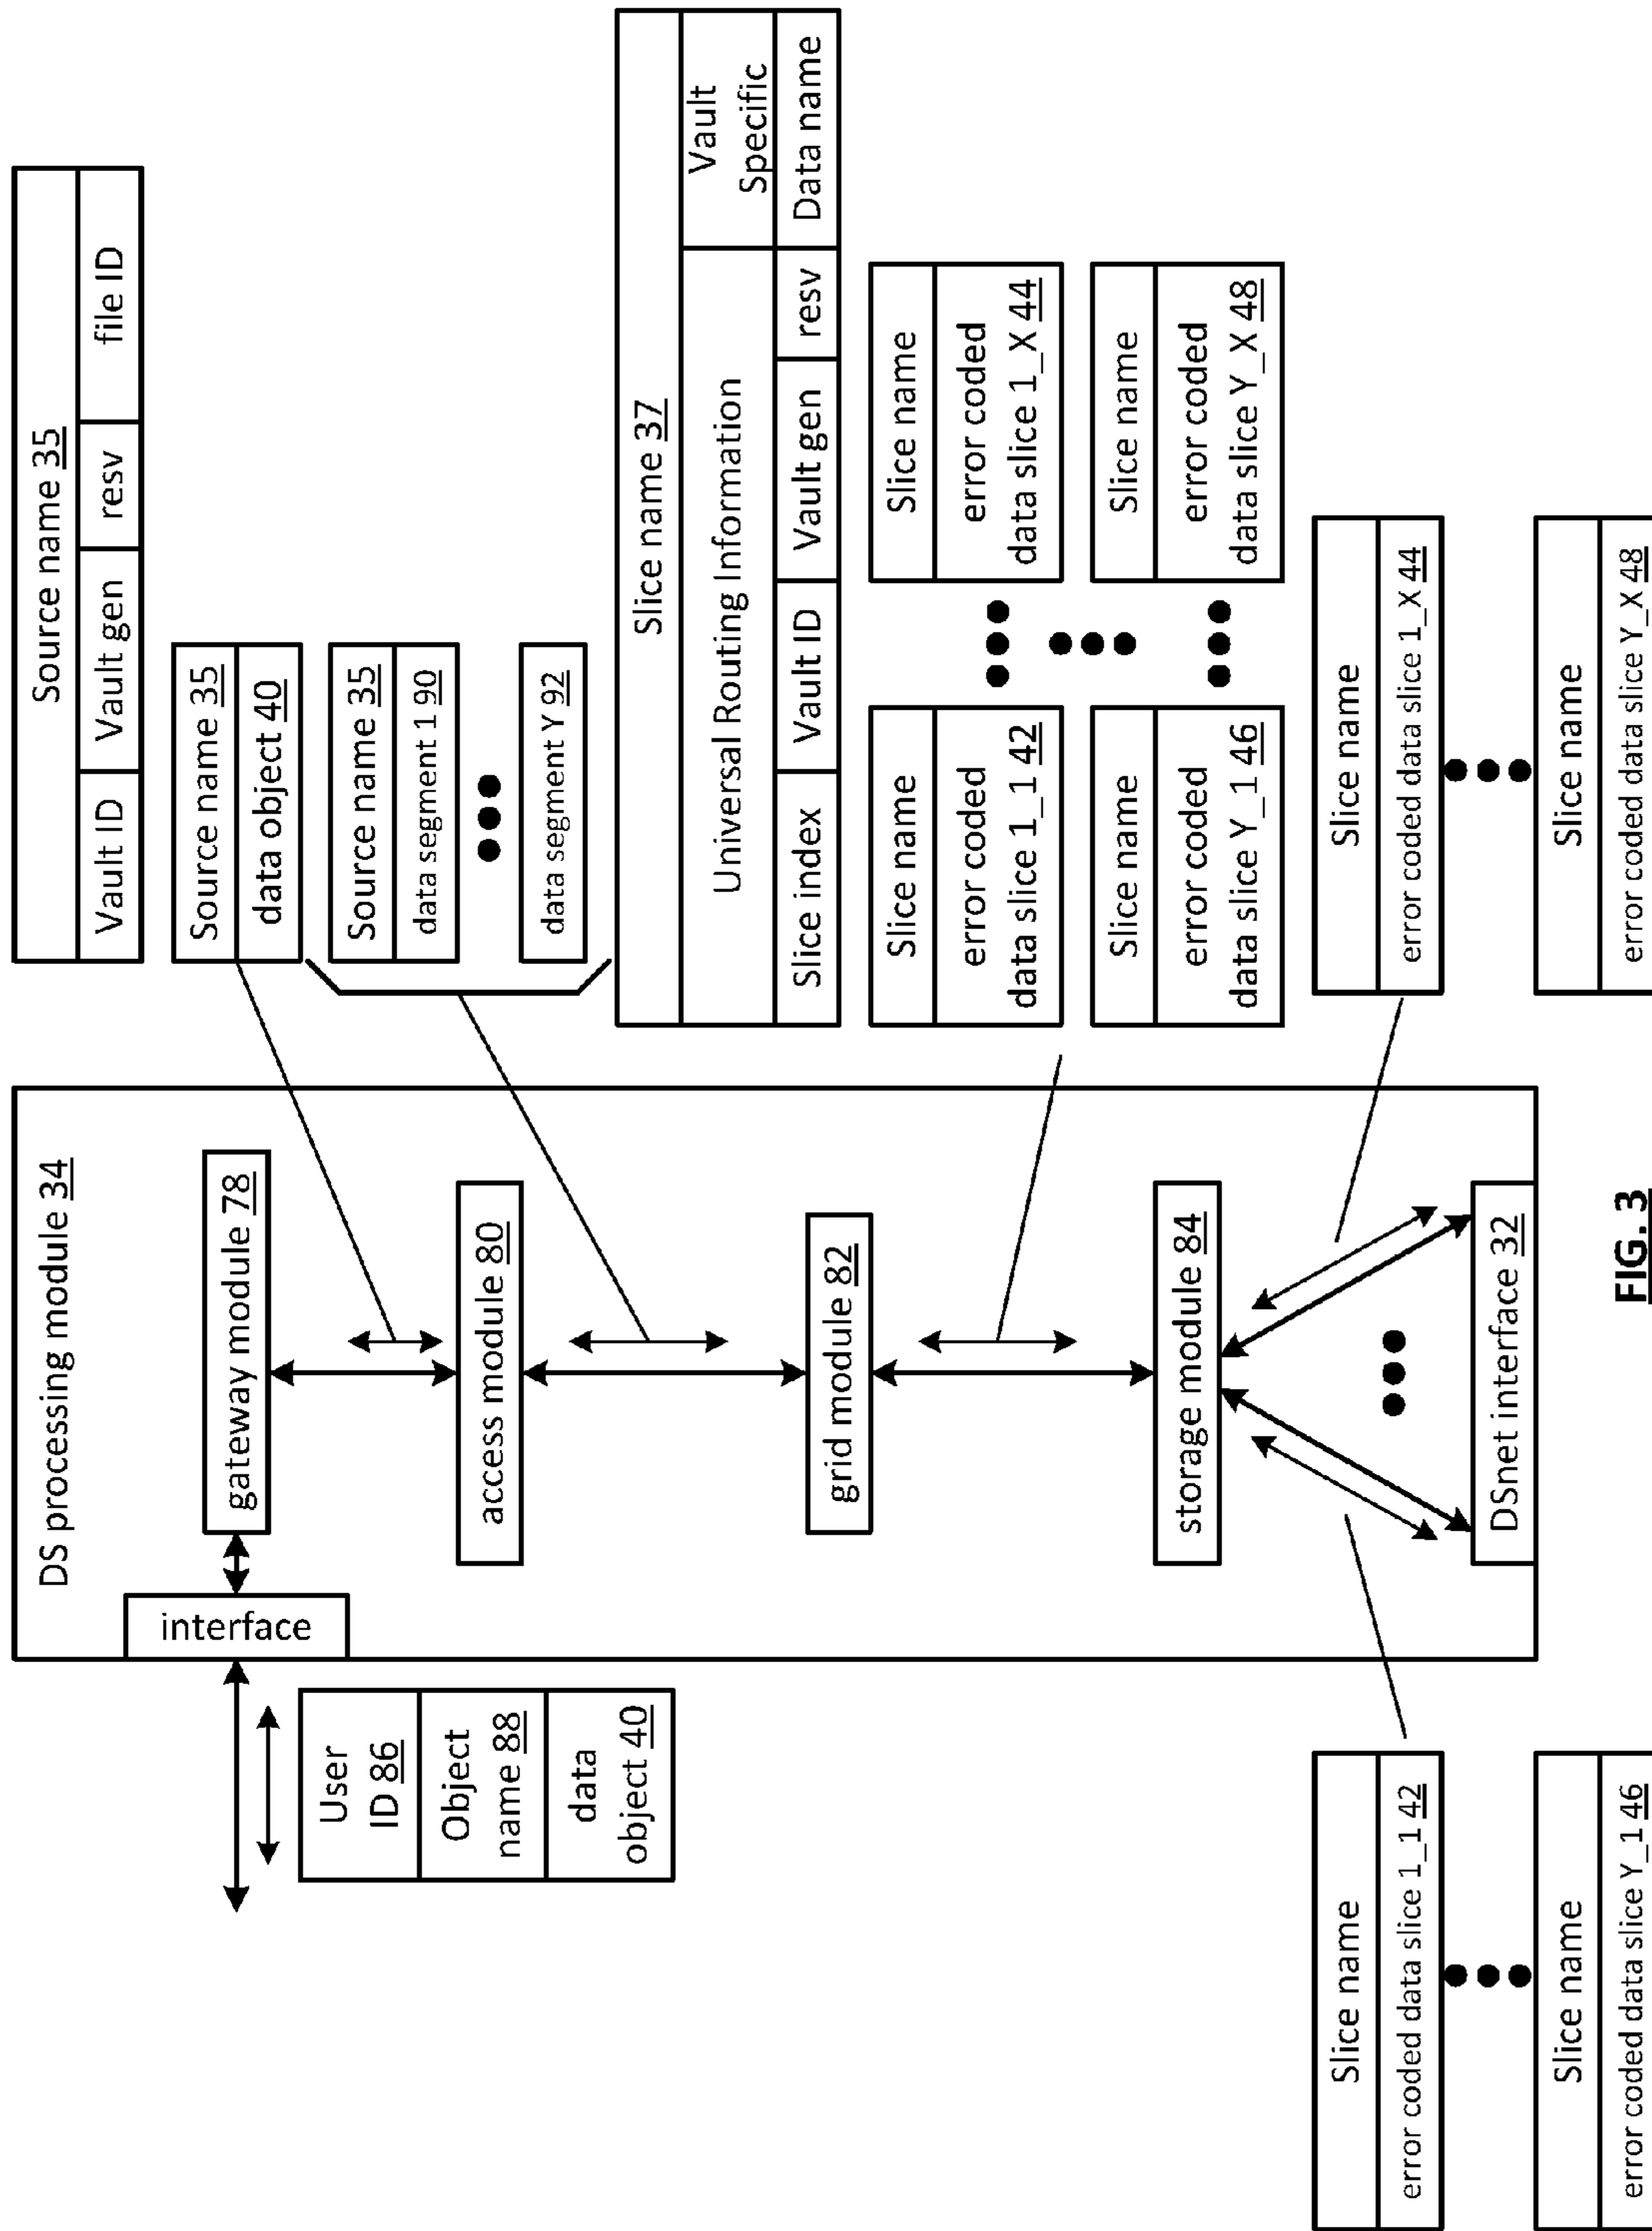 DS processing module 34
interface
gateway module 78
access module 80
grid module 82
storage module 84
DSnet interface 32
User
ID 86
Object
name 88
data
object 40
Source name 35
Vault ID
Vault gen
resv
file ID
Source name 35
data object 40
Source name 35
data segment 1 90
data segment Y 92
Slice name 37
Universal Routing Information
Vault
Specific
Slice index
Vault ID
Vault gen
resv
Data name
Slice name
error coded
data slice 1_1 42
Slice name
error coded
data slice 1_X 44
Slice name
error coded
data slice Y_1 46
Slice name
error coded
data slice Y_X 48
Slice name
error coded data slice 1_1 42
Slice name
error coded data slice Y_1 46
Slice name
error coded data slice 1_X 44
Slice name
error coded data slice Y_X 48
FIG. 3